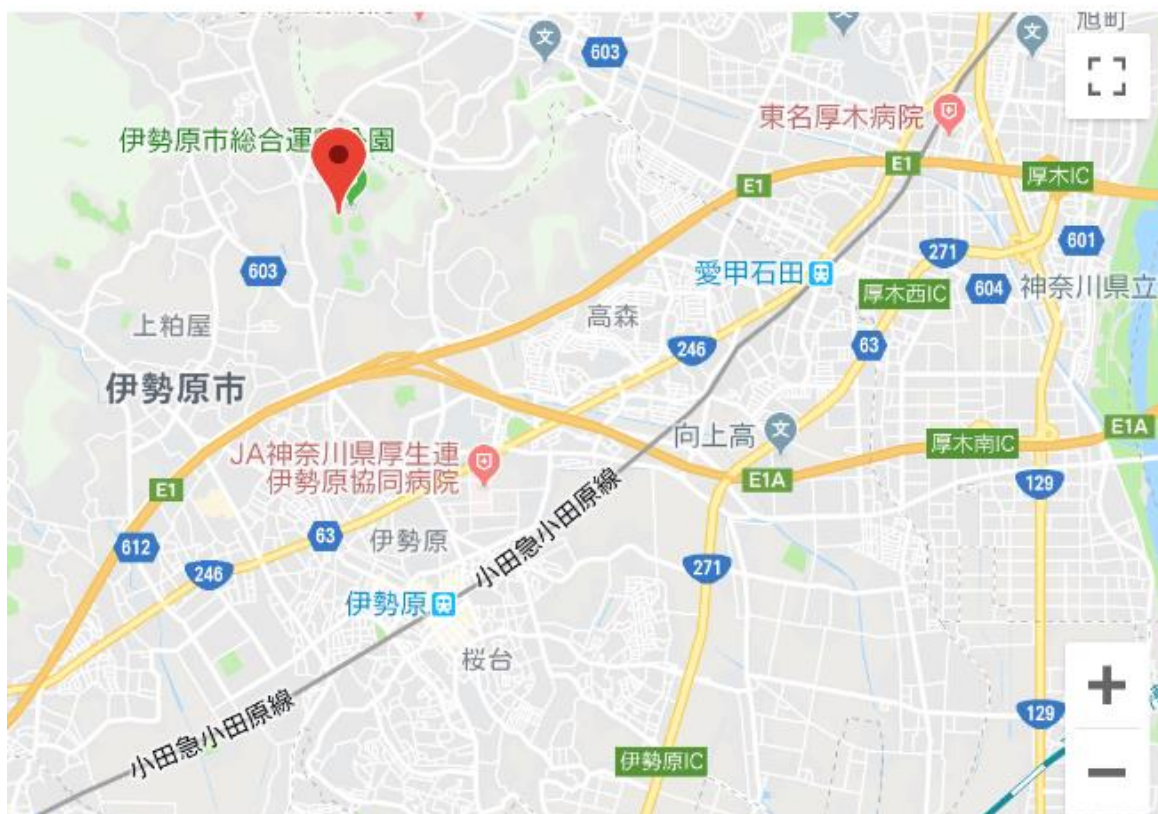 旭町
603
東名厚木病院
伊勢原市総合運
公園
E1
E1
厚木IC
603
愛甲石田
271
601
厚木西IC
604
神奈川県立
上粕屋
高森
246
63
伊勢原市
向上高
E1A
厚木南IC
JA神奈川県厚生連
伊勢原協同病院
E1
E1A
129
小田急小田原線
612
63
伊勢原
246
271
伊勢原
桜台
小田急小田原線
129
伊勢原IC